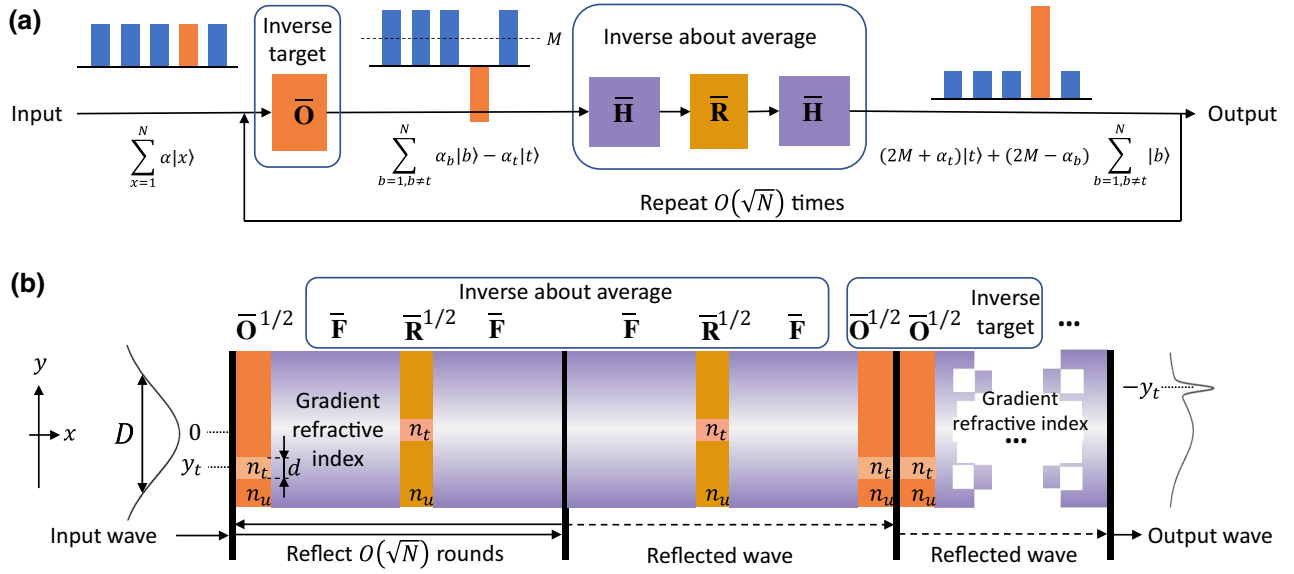 (a)
Inverse
target
M
Inverse about average
Input
O̅
H̅
R̅
H̅
Output
∑_{x=1}^{N} α|x⟩
∑_{b=1,b≠t}^{N} α_b|b⟩ − α_t|t⟩
(2M + α_t)|t⟩ + (2M − α_b) ∑_{b=1,b≠t}^{N} |b⟩
Repeat O(√N) times
(b)
Inverse about average
Inverse
target
O̅^{1/2} F̅ R̅^{1/2} F̅ F̅ R̅^{1/2} F̅ O̅^{1/2} O̅^{1/2} ...
y
x
D
0
y_t
Gradient
refractive
index
n_t
n_t
n_t
d
n_t
n_t
n_u
n_u
n_u
n_u
n_u
Gradient
refractive index
...
−y_t
Input wave
Reflect O(√N) rounds
Reflected wave
Reflected wave
Output wave